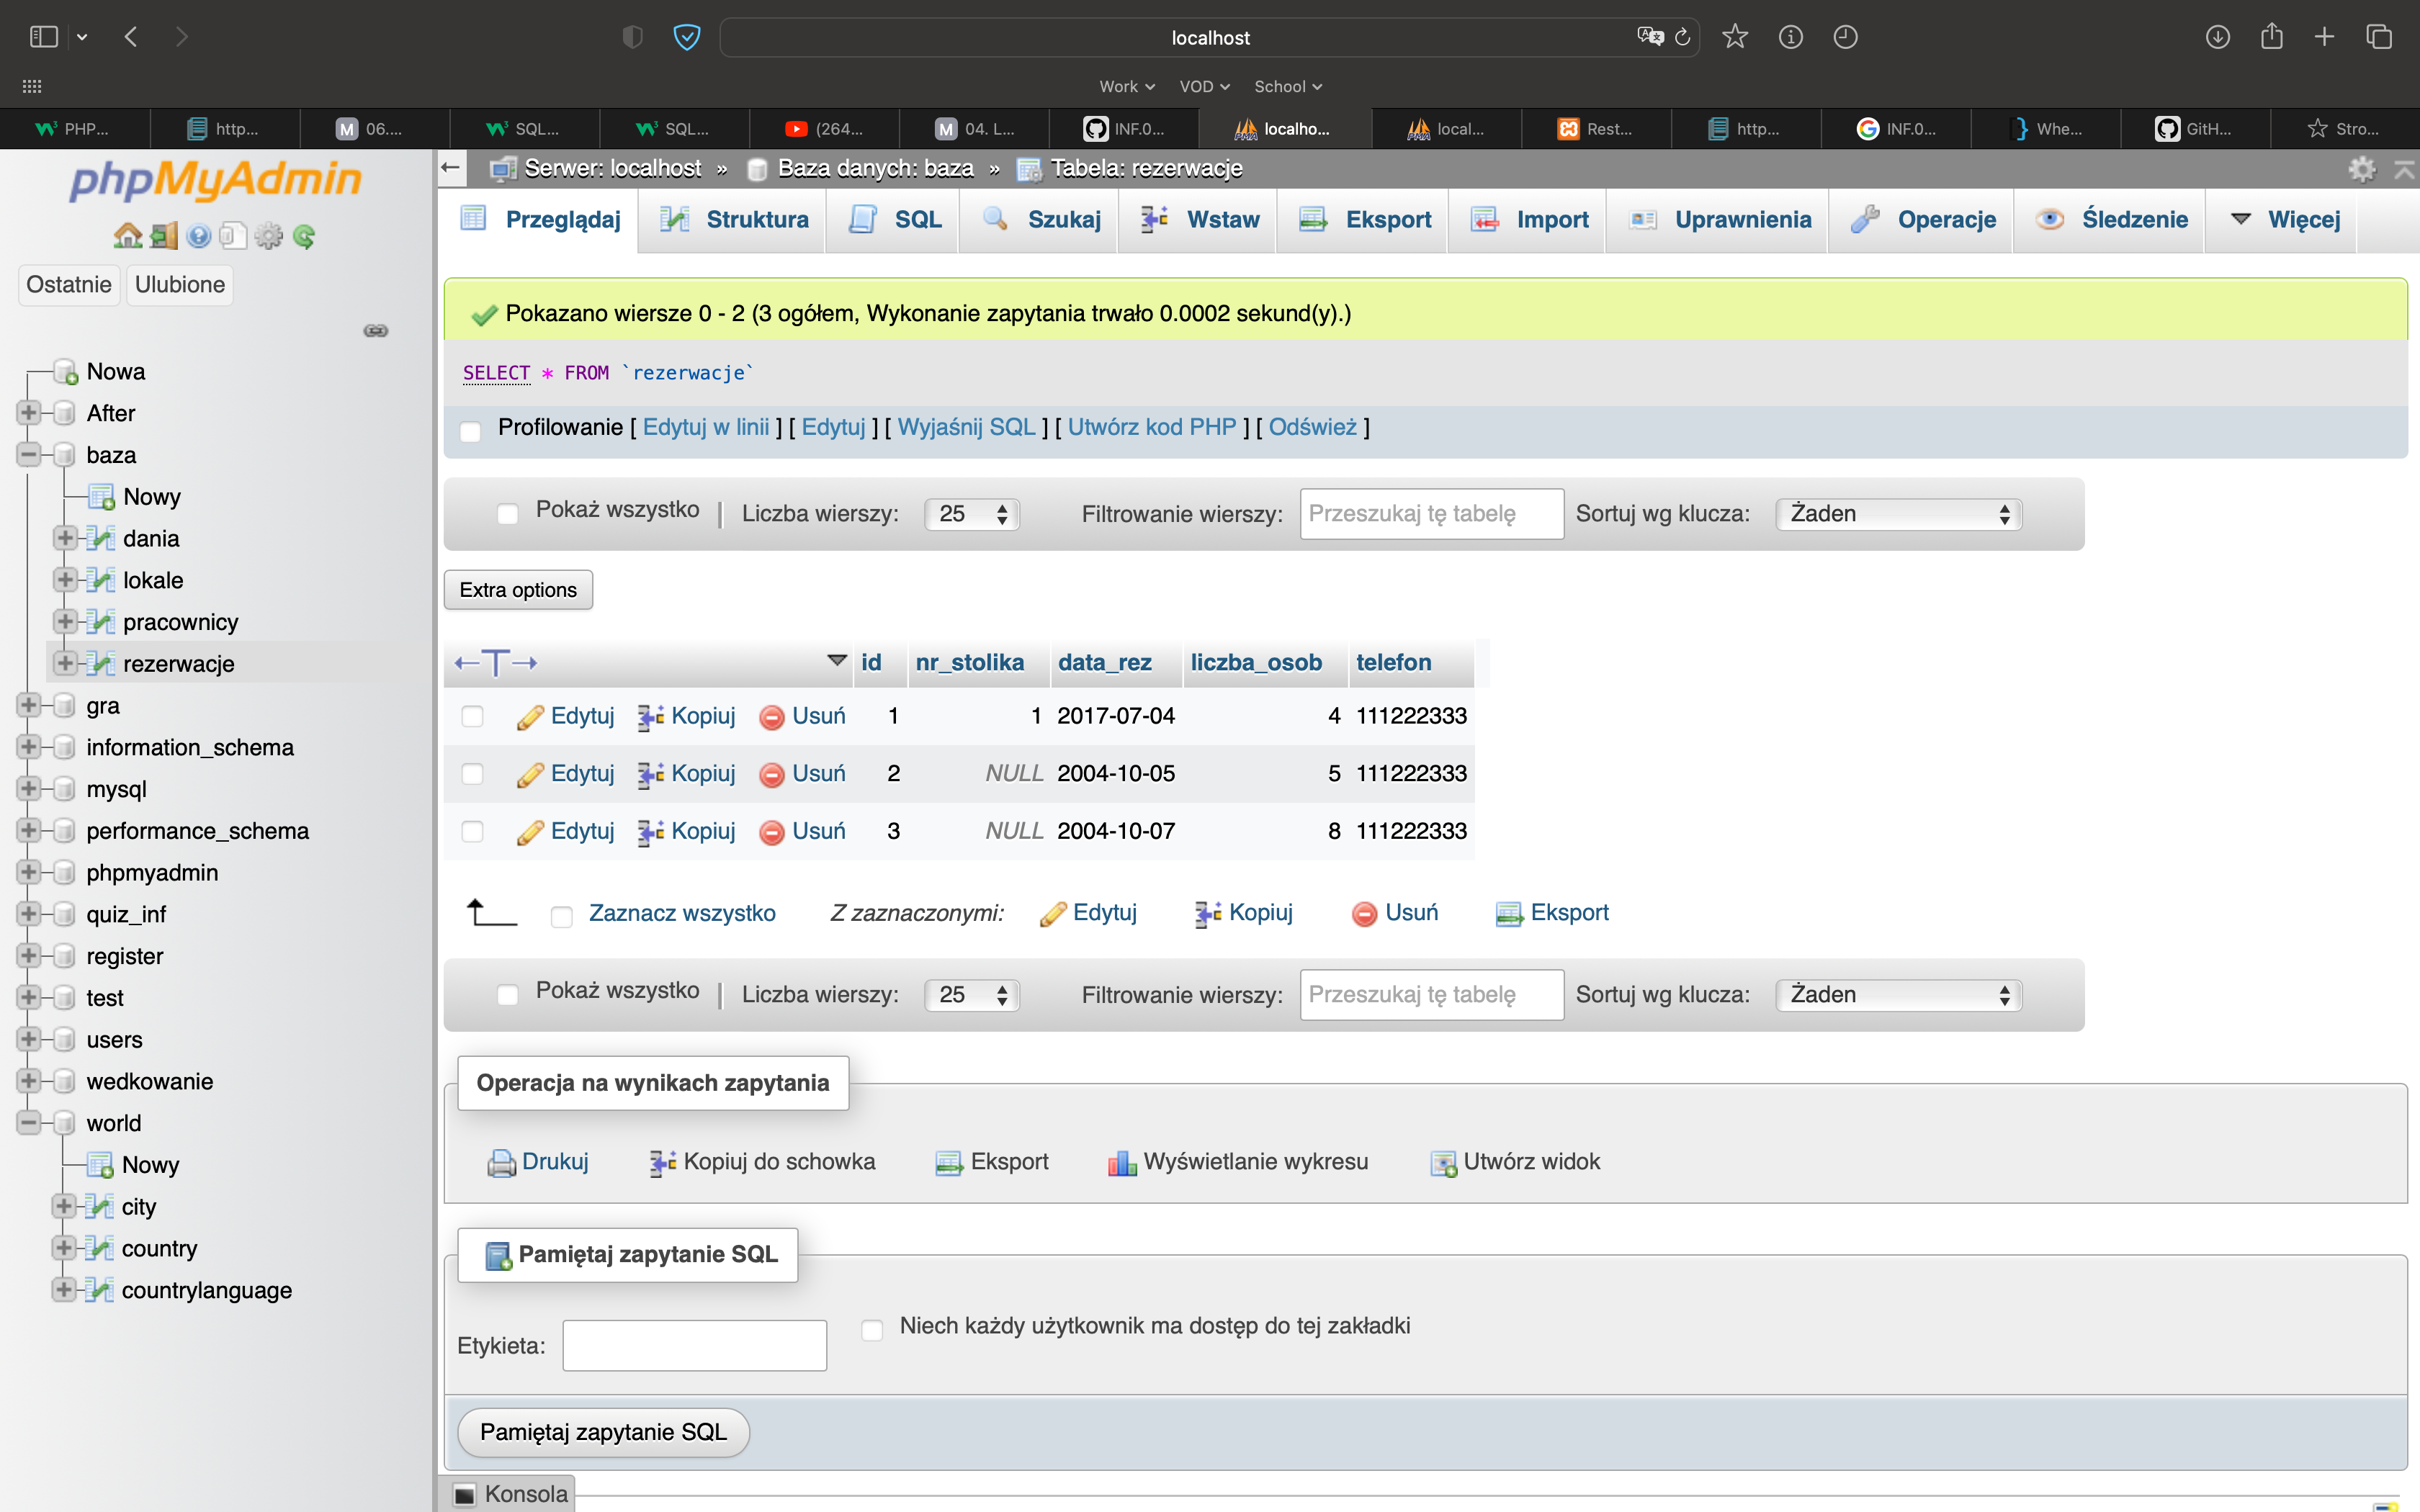 localhost
Work VOD School
PHP... http... 06.... SQL... SQL... (264... 04. L... INF.0... localho... local... Rest... http... INF.0... Whe... GitH... Stro...
phpMyAdmin
Ostatnie Ulubione
Nowa
After
baza
Nowy
dania
lokale
pracownicy
rezerwacje
gra
information_schema
mysql
performance_schema
phpmyadmin
quiz_inf
register
test
users
wedkowanie
world
Nowy
city
country
countrylanguage
Serwer: localhost » Baza danych: baza » Tabela: rezerwacje
Przeglądaj Struktura SQL Szukaj Wstaw Eksport Import Uprawnienia Operacje Śledzenie Więcej
Pokazano wiersze 0 - 2 (3 ogółem, Wykonanie zapytania trwało 0.0002 sekund(y).)
SELECT * FROM `rezerwacje`
Profilowanie [ Edytuj w linii ] [ Edytuj ] [ Wyjaśnij SQL ] [ Utwórz kod PHP ] [ Odśwież ]
Pokaż wszystko | Liczba wierszy: 25 Filtrowanie wierszy: Przeszukaj tę tabelę Sortuj wg klucza: Żaden
Extra options
←T→ id nr_stolika data_rez liczba_osob telefon
Edytuj Kopiuj Usuń 1 1 2017-07-04 4 111222333
Edytuj Kopiuj Usuń 2 NULL 2004-10-05 5 111222333
Edytuj Kopiuj Usuń 3 NULL 2004-10-07 8 111222333
Zaznacz wszystko Z zaznaczonymi: Edytuj Kopiuj Usuń Eksport
Pokaż wszystko | Liczba wierszy: 25 Filtrowanie wierszy: Przeszukaj tę tabelę Sortuj wg klucza: Żaden
Operacja na wynikach zapytania
Drukuj Kopiuj do schowka Eksport Wyświetlanie wykresu Utwórz widok
Pamiętaj zapytanie SQL
Etykieta: Niech każdy użytkownik ma dostęp do tej zakładki
Pamiętaj zapytanie SQL
Konsola